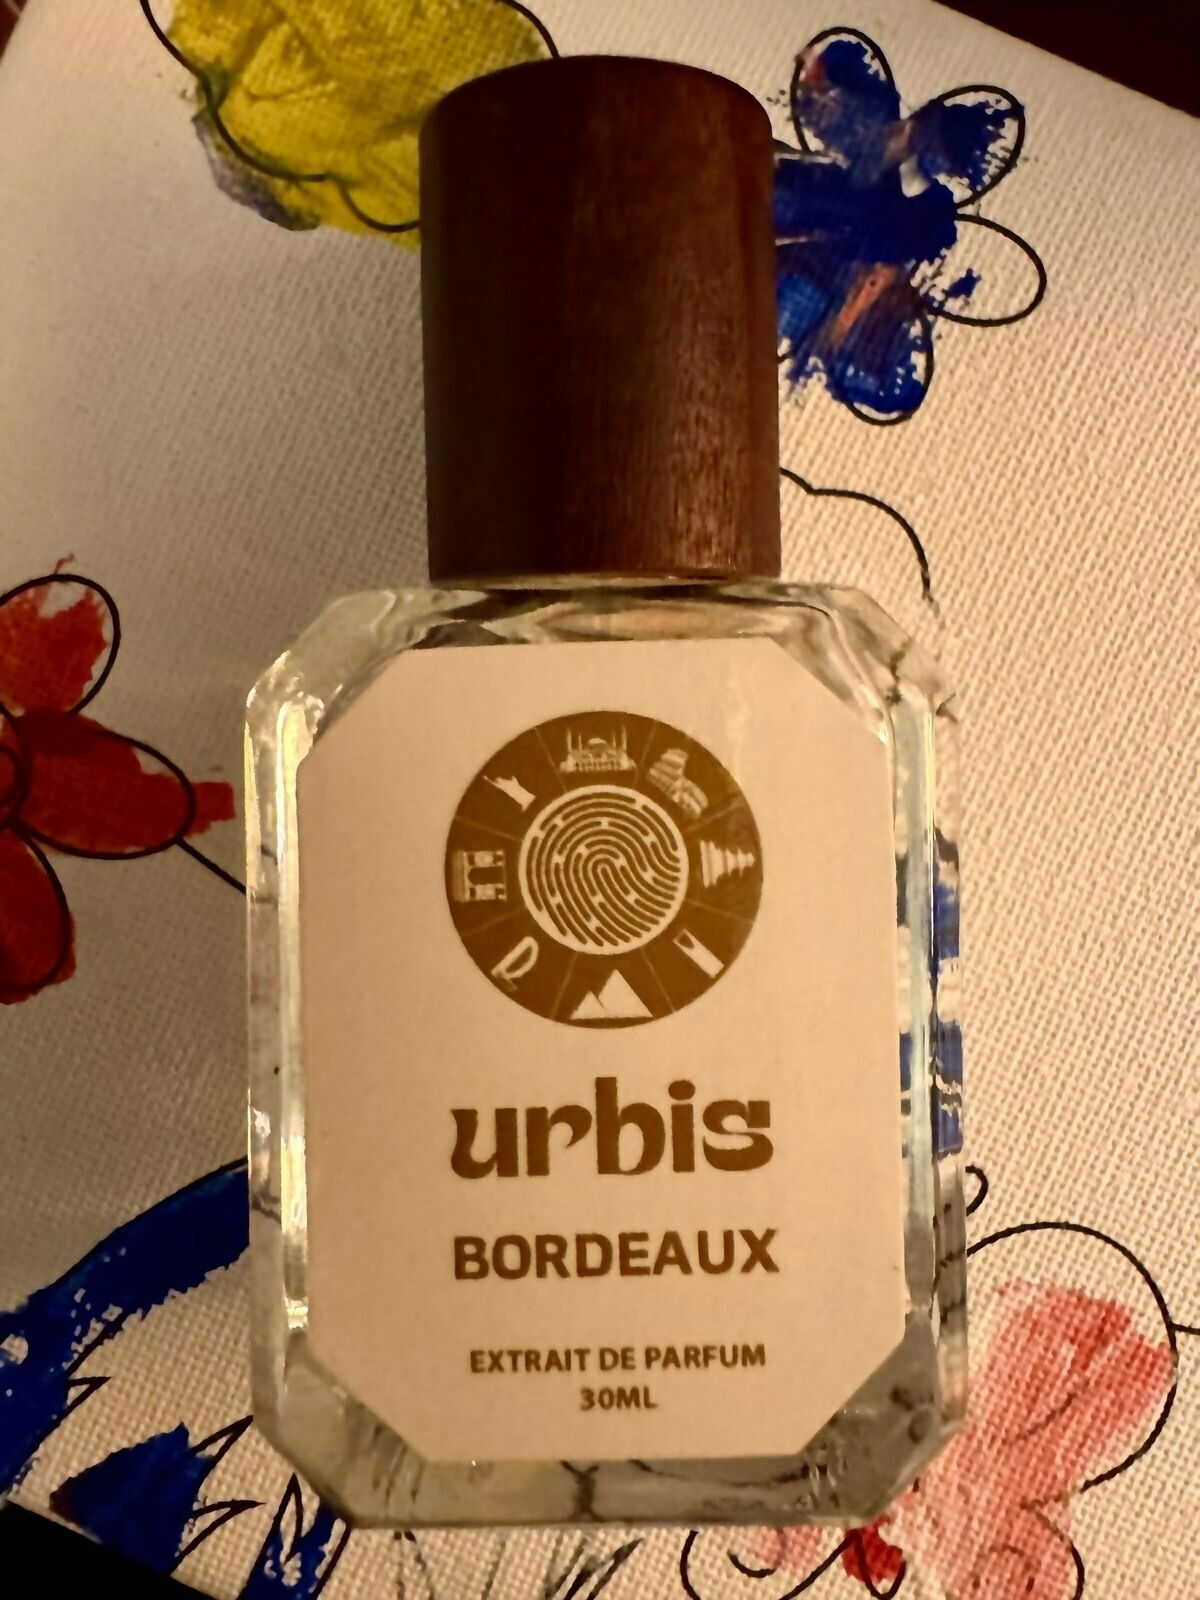 urbis
BORDEAUX
EXTRAIT DE PARFUM
30ML